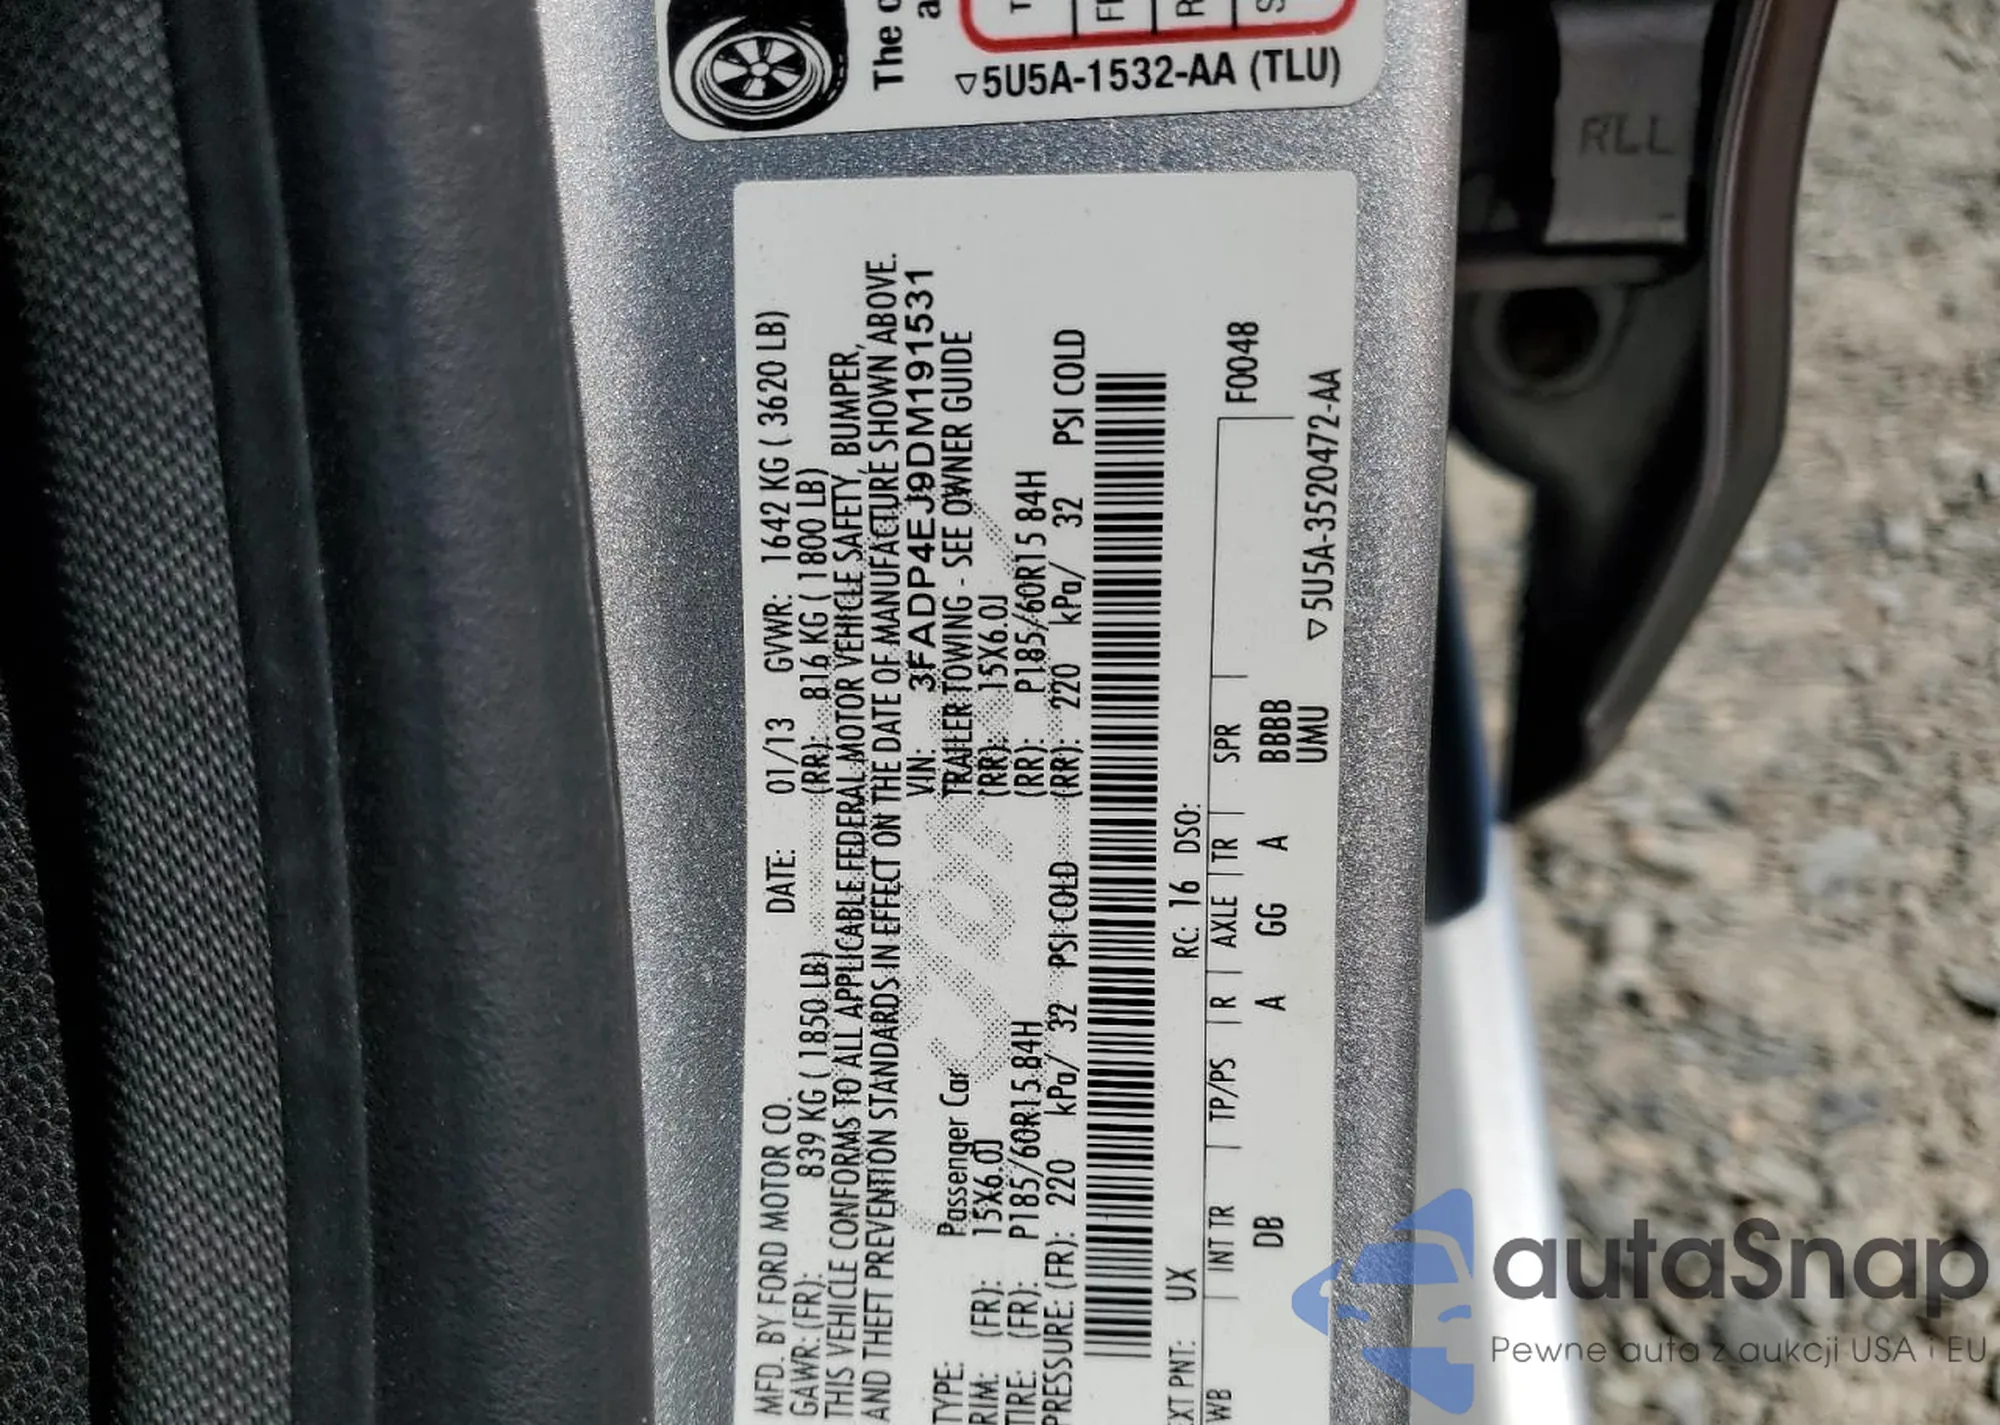 The
5U5A-1532-AA (TLU)
RLL
MFD. BY FORD MOTOR CO. DATE: 01/13 GVWR: 1642 KG ( 3620 LB)
GAWR: (FR): 839 KG ( 1850 LB) (RR): 816 KG ( 1800 LB)
THIS VEHICLE CONFORMS TO ALL APPLICABLE FEDERAL MOTOR VEHICLE SAFETY, BUMPER,
AND THEFT PREVENTION STANDARDS IN EFFECT ON THE DATE OF MANUFACTURE SHOWN ABOVE.
VIN: 3FADP4EJ9DM191531
TYPE: Passenger Car TRAILER TOWING - SEE OWNER GUIDE
RIM: (FR): 15X6.0J (RR): 15X6.0J
TIRE: (FR): P185/60R15 84H (RR): P185/60R15 84H
PRESSURE: (FR): 220 kPa/ 32 PSI COLD (RR): 220 kPa/ 32 PSI COLD
EXT PNT: UX RC: 16 DSO:
WB | INT TR | TP/PS | R | AXLE | TR | SPR | F0048
DB A GG A BBBB
UMU 5U5A-3520472-AA
autaSnap
Pewne auta z aukcji USA i EU